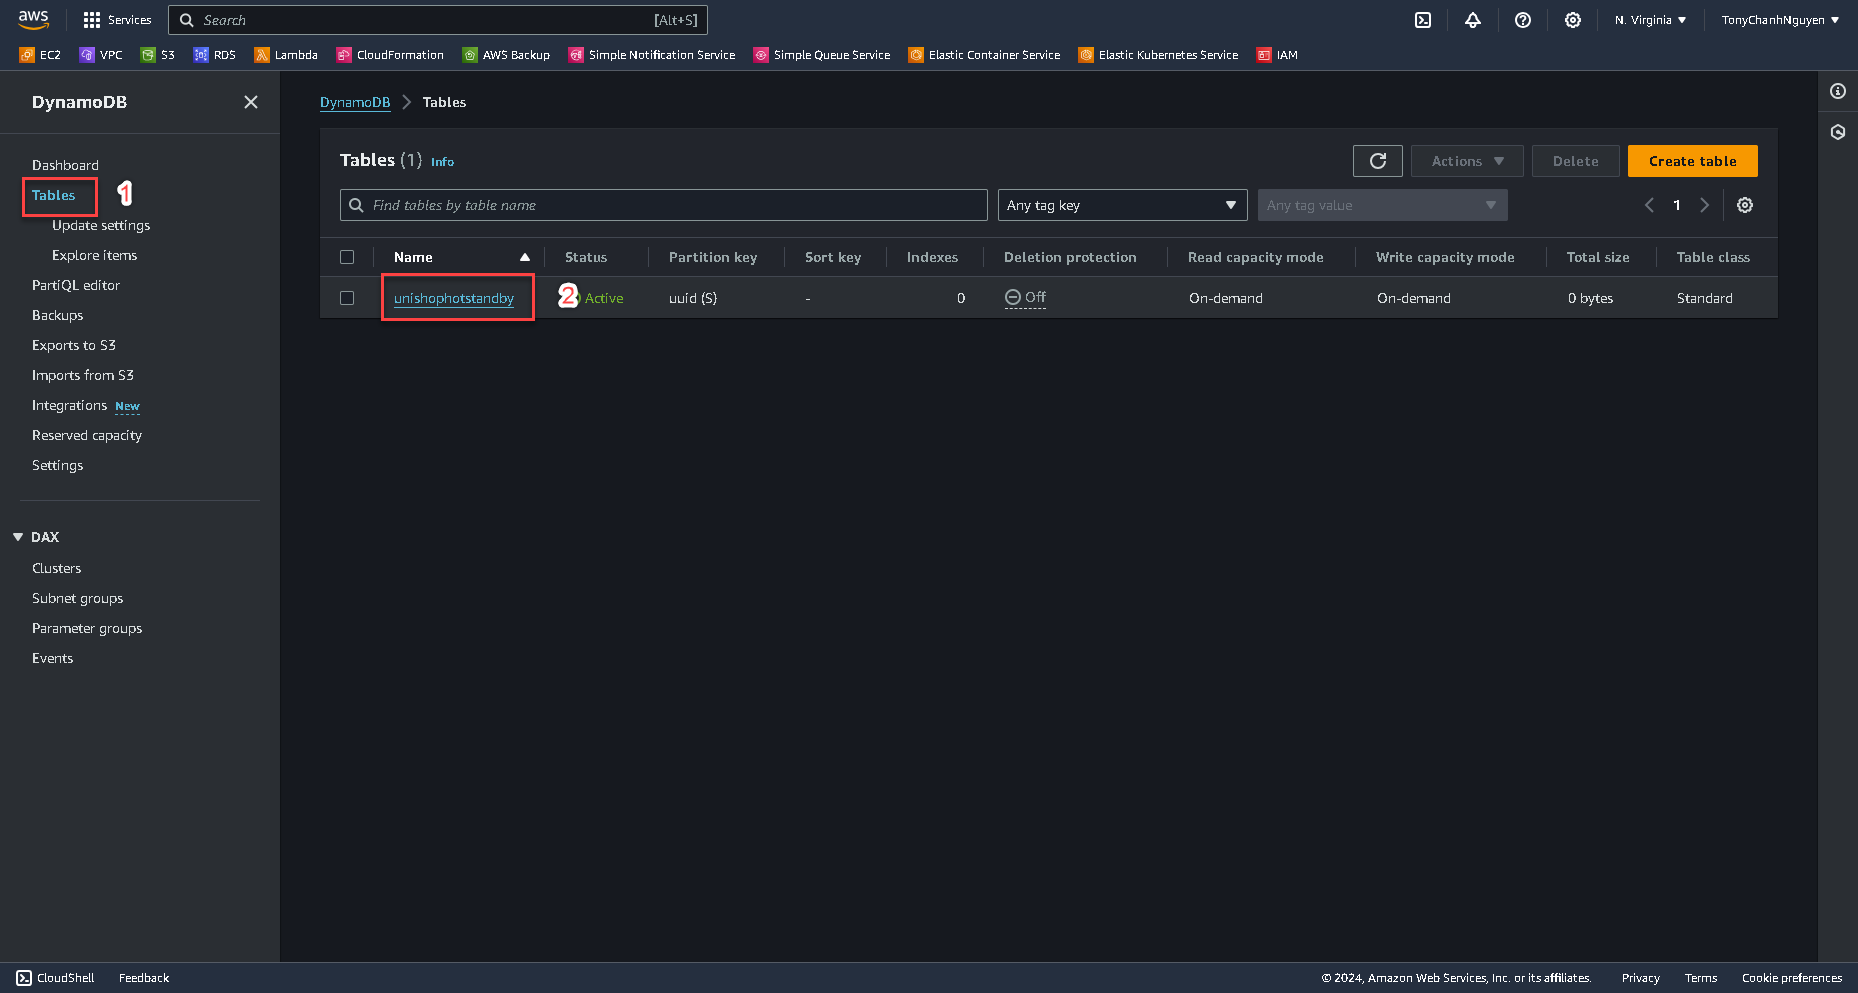 aws Services Search [Alt+S] N. Virginia ▼ TonyChanhNguyen ▼
EC2 VPC S3 RDS Lambda CloudFormation AWS Backup Simple Notification Service Simple Queue Service Elastic Container Service Elastic Kubernetes Service IAM
DynamoDB
Dashboard
Tables 1
Update settings
Explore items
PartiQL editor
Backups
Exports to S3
Imports from S3
Integrations New
Reserved capacity
Settings
▼ DAX
Clusters
Subnet groups
Parameter groups
Events
DynamoDB > Tables
Tables (1) Info Actions ▼ Delete Create table
Find tables by table name Any tag key ▼ Any tag value ▼ < 1 >
Name ▲ Status Partition key Sort key Indexes Deletion protection Read capacity mode Write capacity mode Total size Table class
unishophotstandby 2 Active uuid (S) - 0 Off On-demand On-demand 0 bytes Standard
CloudShell Feedback © 2024, Amazon Web Services, Inc. or its affiliates. Privacy Terms Cookie preferences